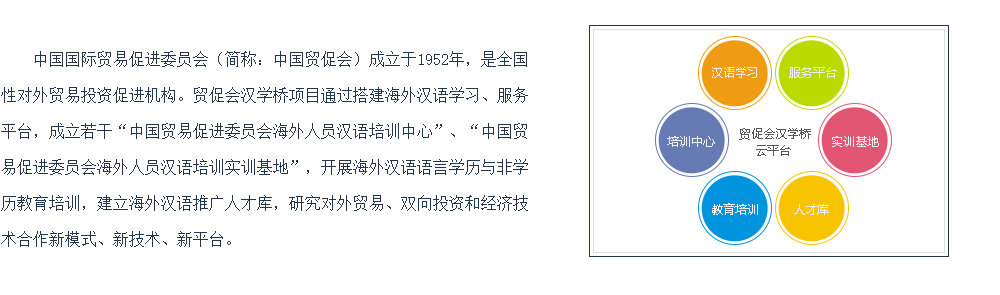 中国国际贸易促进委员会（简称：中国贸促会）成立于1952年，是全国
性对外贸易投资促进机构。贸促会汉学桥项目通过搭建海外汉语学习、服务
平台，成立若干“中国贸易促进委员会海外人员汉语培训中心”、“中国贸
易促进委员会海外人员汉语培训实训基地”，开展海外汉语语言学历与非学
历教育培训，建立海外汉语推广人才库，研究对外贸易、双向投资和经济技
术合作新模式、新技术、新平台。
汉语学习
服务平台
培训中心
贸促会汉学桥
云平台
实训基地
教育培训
人才库